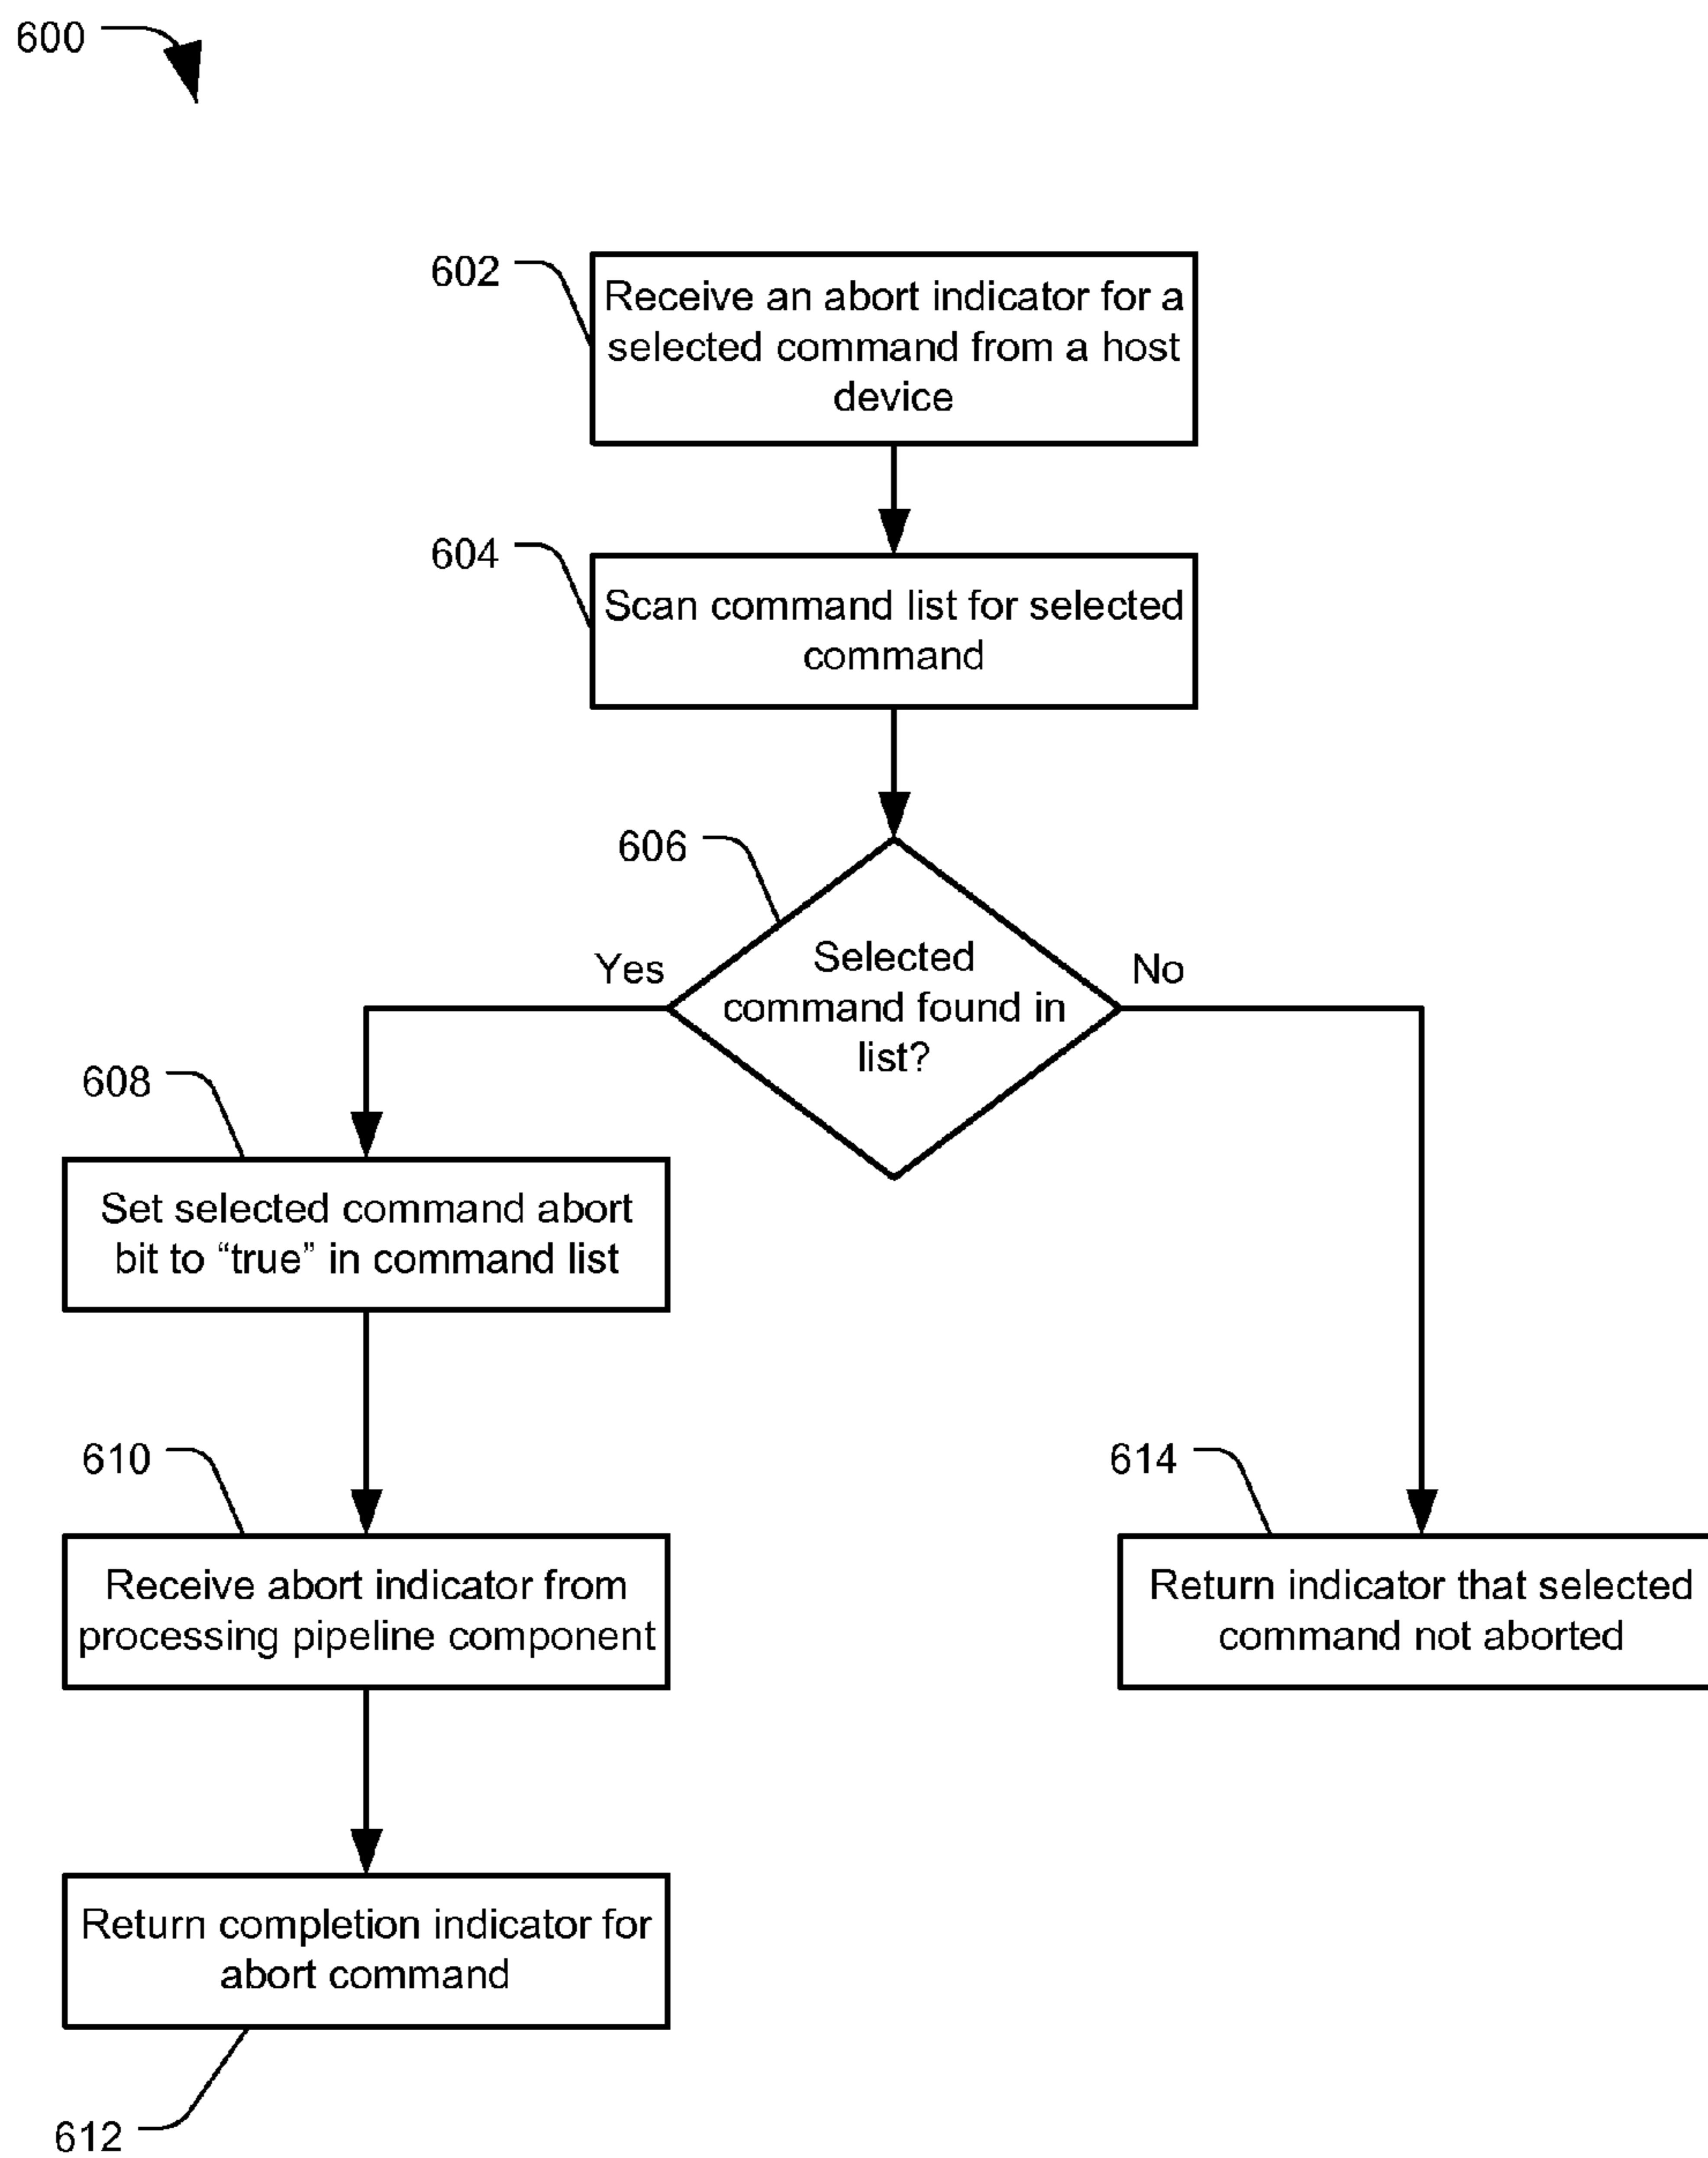 600
602
Receive an abort indicator for a
selected command from a host
device
604
Scan command list for selected
command
606
Selected
command found in
list?
Yes
No
608
Set selected command abort
bit to “true” in command list
610
Receive abort indicator from
processing pipeline component
614
Return indicator that selected
command not aborted
Return completion indicator for
abort command
612